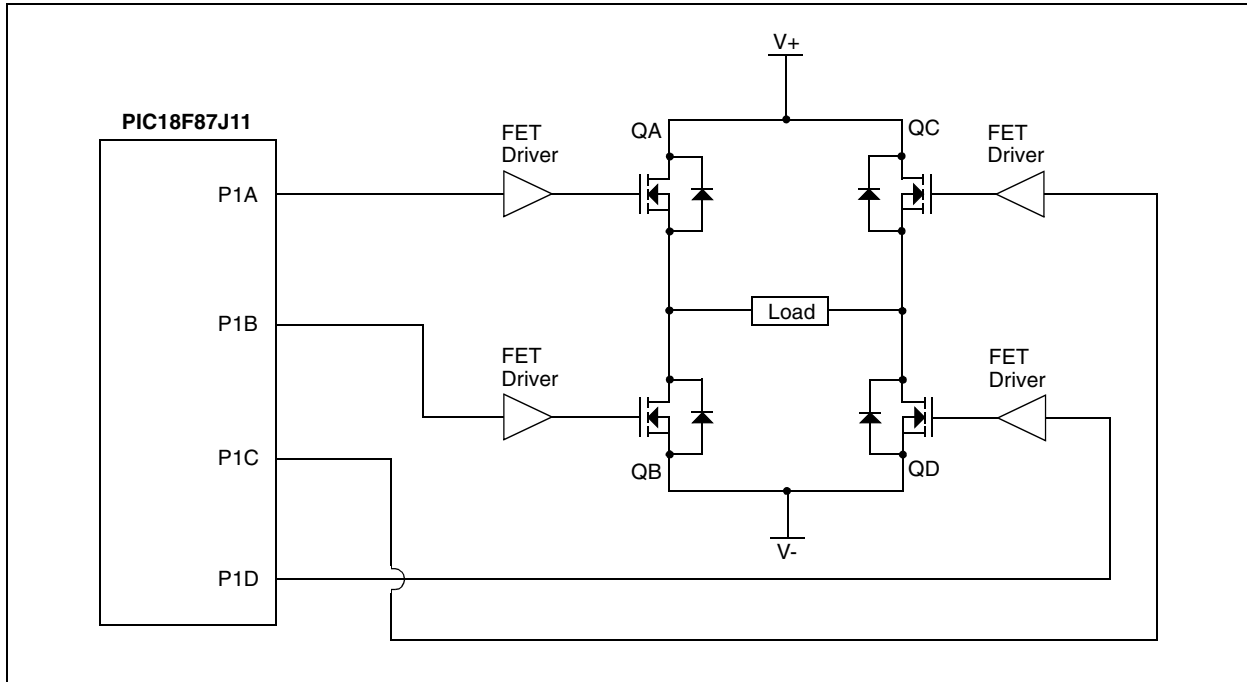 V+
PIC18F87J11
FET
Driver
QA
QC
FET
Driver
P1A
Load
P1B
FET
Driver
FET
Driver
P1C
QB
QD
V-
P1D